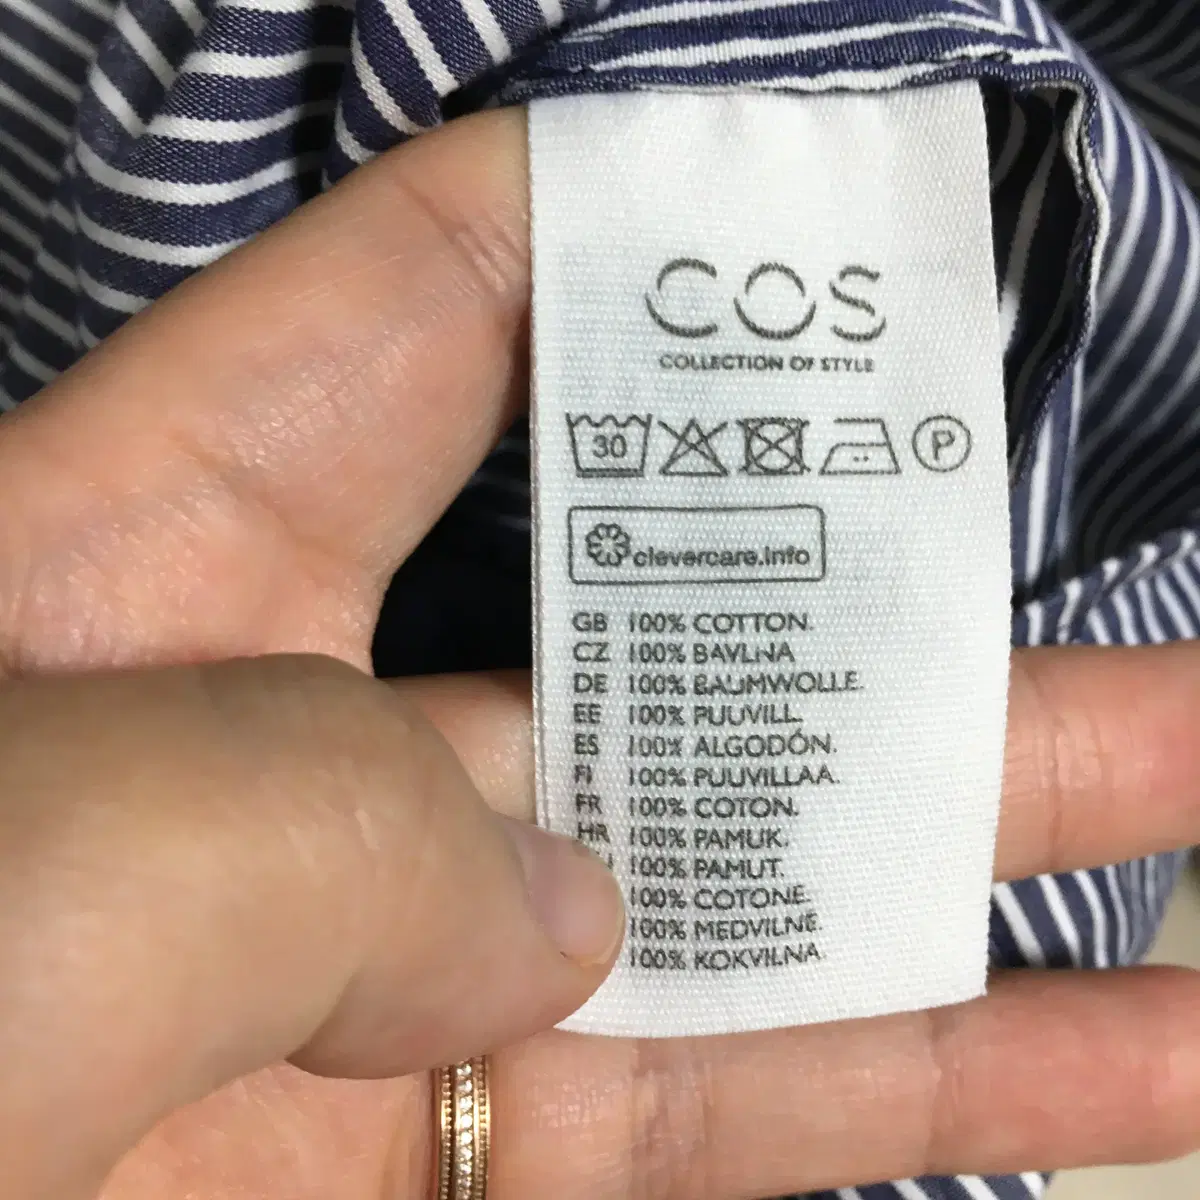 COS
COLLECTION OF STYLE
30 P
clevercare.info
GB 100% COTTON.
CZ 100% BAVLNA
DE 100% BAUMWOLLE.
EE 100% PUUVILL.
ES 100% ALGODÓN.
FI 100% PUUVILLAA.
FR 100% COTON.
HR 100% PAMUK.
100% PAMUT.
100% COTONE.
100% MEDVILNĖ.
100% KOKVILNA.